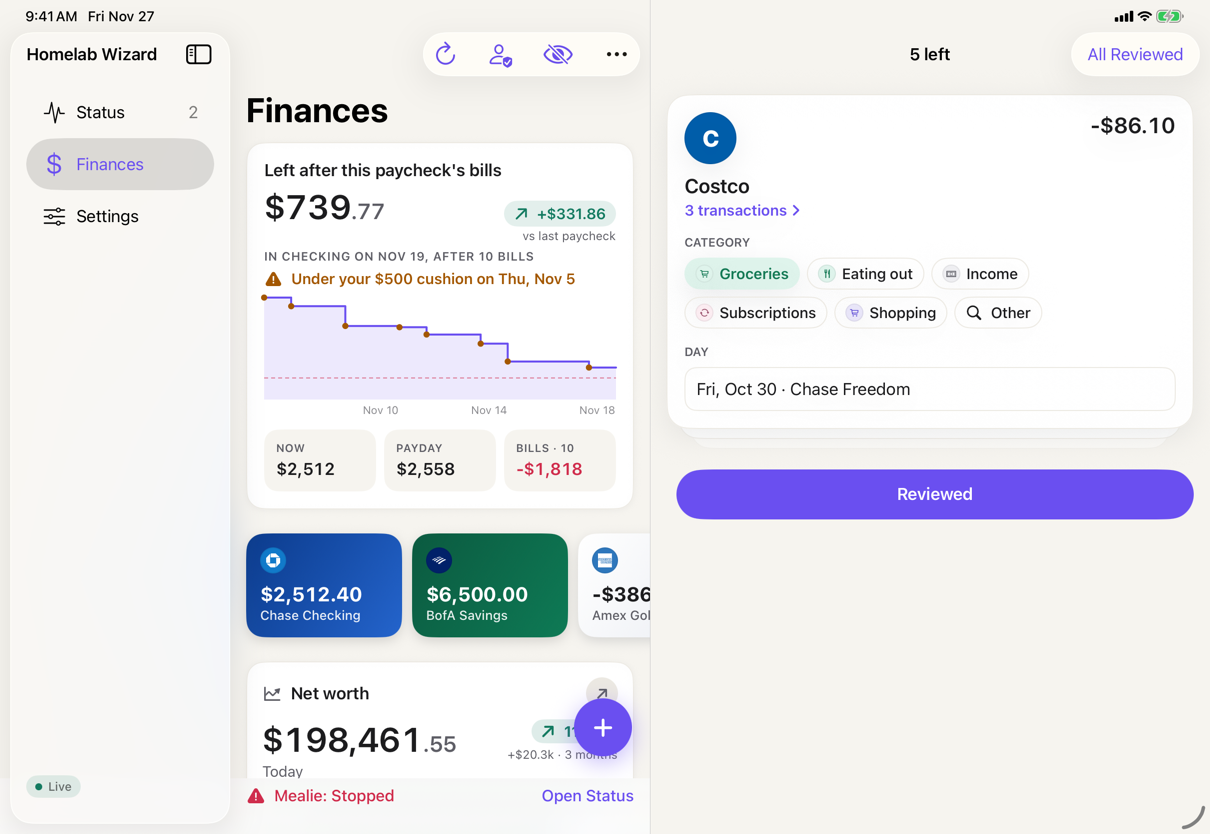 9:41 AM Fri Nov 27
Homelab Wizard
Status 2
Finances
Settings
Live
Finances
Left after this paycheck's bills
$739.77
+$331.86
vs last paycheck
IN CHECKING ON NOV 19, AFTER 10 BILLS
Under your $500 cushion on Thu, Nov 5
Nov 10 Nov 14 Nov 18
NOW PAYDAY BILLS · 10
$2,512 $2,558 -$1,818
$2,512.40 $6,500.00 -$386
Chase Checking BofA Savings Amex Gol
Net worth
$198,461.55
+$20.3k · 3 months
Today
Mealie: Stopped Open Status
5 left
All Reviewed
C
-$86.10
Costco
3 transactions
CATEGORY
Groceries Eating out Income
Subscriptions Shopping Other
DAY
Fri, Oct 30 · Chase Freedom
Reviewed